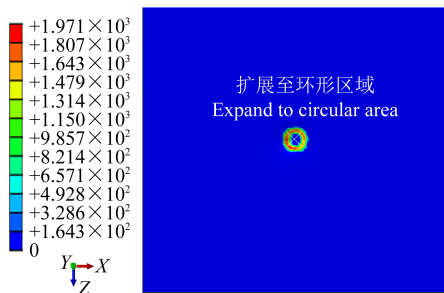 +1.971×10³
+1.807×10³
+1.643×10³
+1.479×10³
+1.314×10³
+1.150×10³
+9.857×10²
+8.214×10²
+6.571×10²
+4.928×10²
+3.286×10²
+1.643×10²
0
扩展至环形区域
Expand to circular area
Y
X
Z